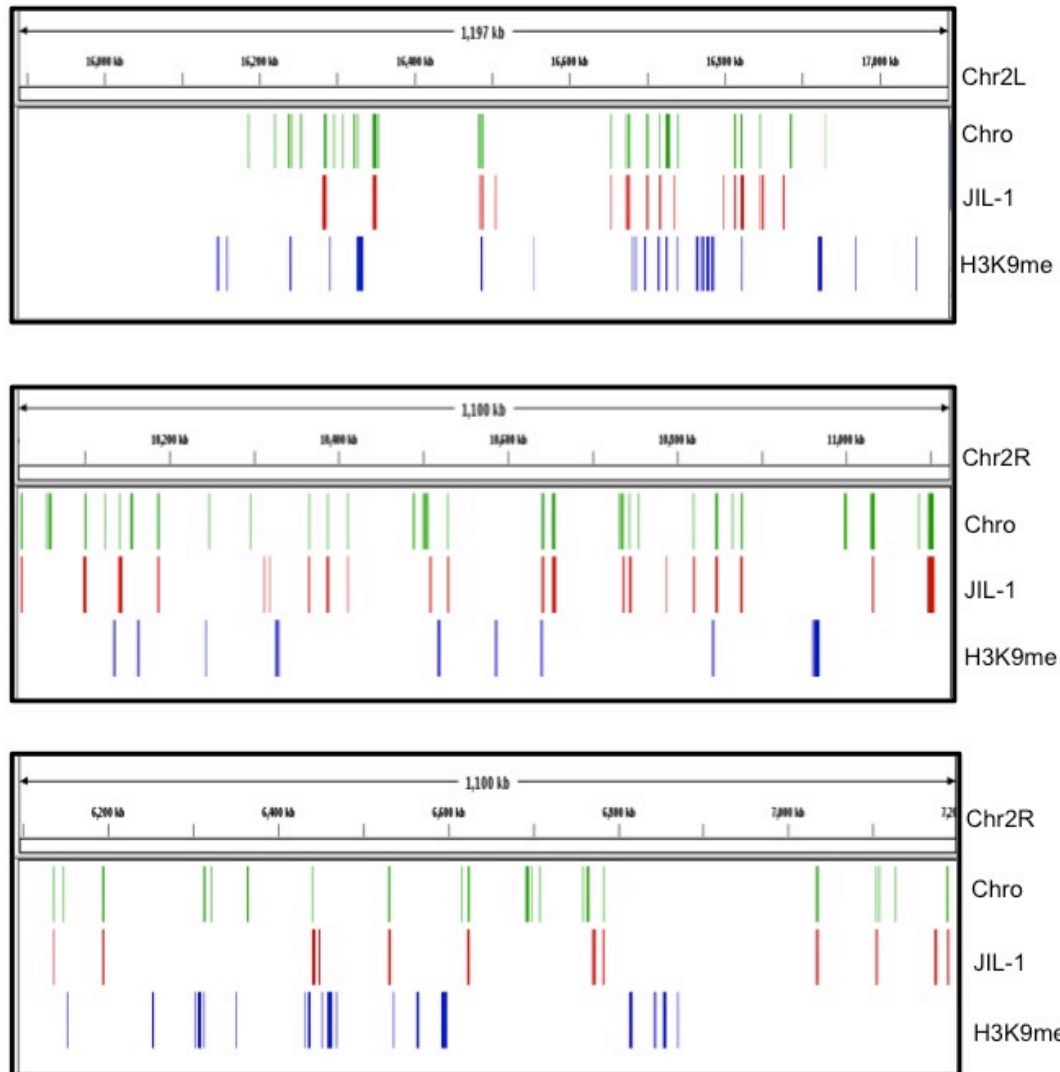 1,197 kb
16,000 kb 16,200 kb 16,400 kb 16,600 kb 16,800 kb 17,000 kb
Chr2L
Chro
JIL-1
H3K9me
1,100 kb
10,200 kb 10,400 kb 10,600 kb 10,800 kb 11,000 kb
Chr2R
Chro
JIL-1
H3K9me
1,100 kb
6,200 kb 6,400 kb 6,600 kb 6,800 kb 7,000 kb 7,20
Chr2R
Chro
JIL-1
H3K9me